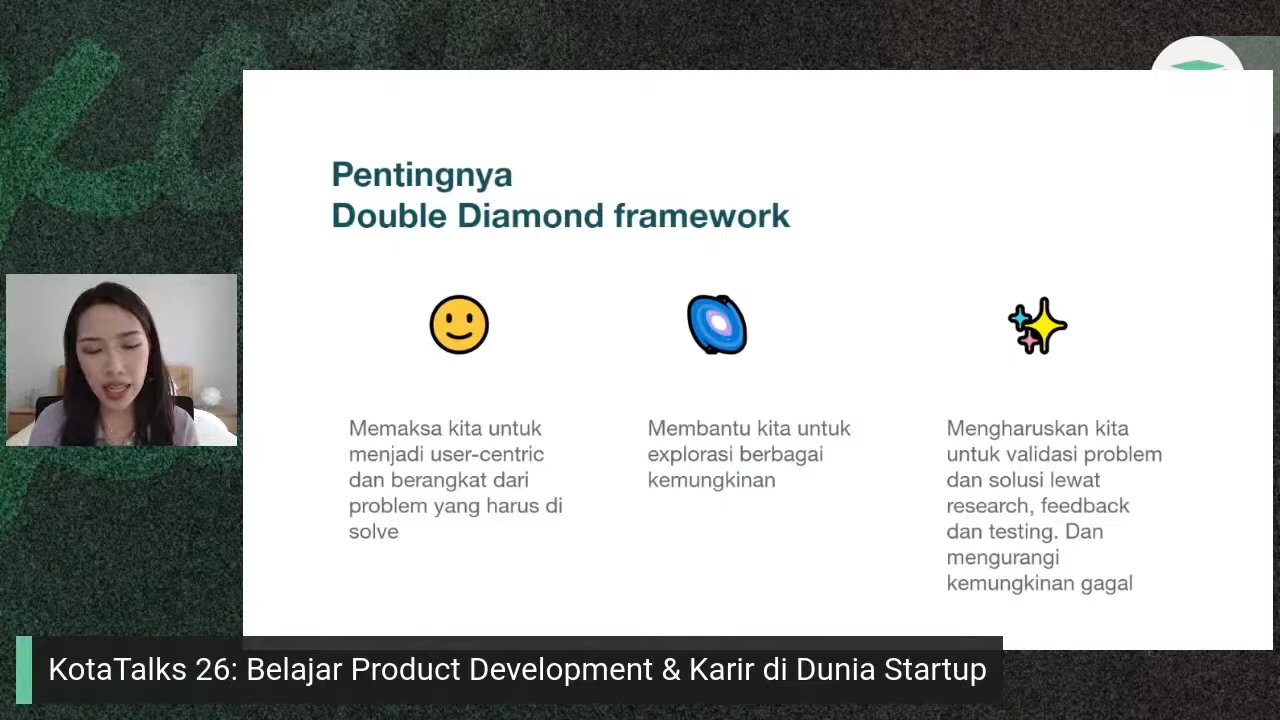 Pentingnya
Double Diamond framework
Memaksa kita untuk
menjadi user-centric
dan berangkat dari
problem yang harus di
solve
Membantu kita untuk
explorasi berbagai
kemungkinan
Mengharuskan kita
untuk validasi problem
dan solusi lewat
research, feedback
dan testing. Dan
mengurangi
kemungkinan gagal
KotaTalks 26: Belajar Product Development & Karir di Dunia Startup